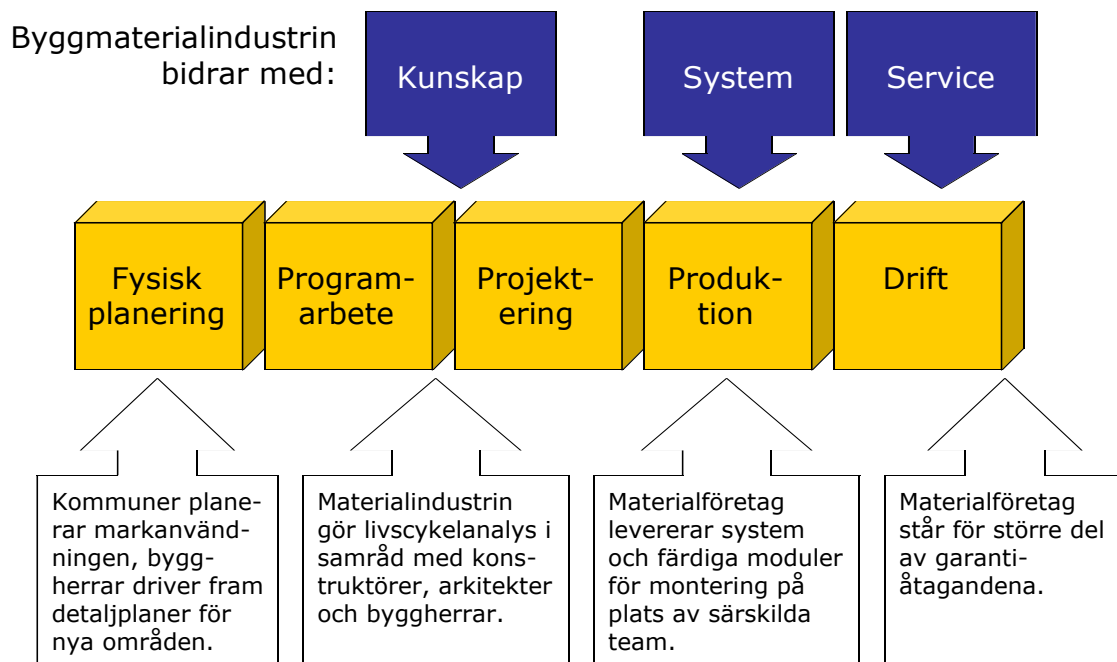 Byggmaterialindustrin
bidrar med:
Kunskap
System
Service
Fysisk
planering
Program-
arbete
Projekt-
ering
Produk-
tion
Drift
Kommuner plane-
rar markanvänd-
ningen, bygg-
herrar driver fram
detaljplaner för
nya områden.
Materialindustrin
gör livscykelanalys i
samråd med kons-
truktörer, arkitekter
och byggherrar.
Materialföretag
levererar system
och färdiga moduler
för montering på
plats av särskilda
team.
Materialföretag
står för större del
av garanti-
åtagandena.